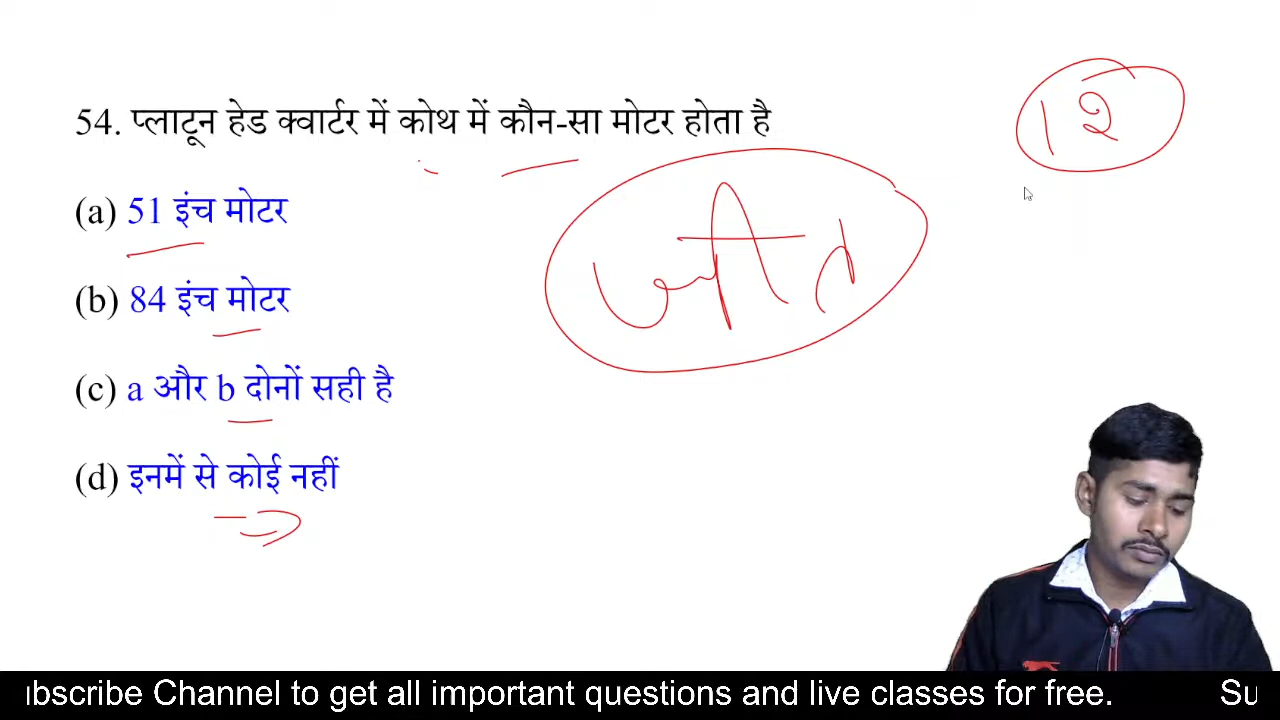 54. प्लाटून हेड क्वार्टर में कोथ में कौन-सा मोटर होता है
12
(a) 51 इंच मोटर
(b) 84 इंच मोटर
(c) a और b दोनों सही है
(d) इनमें से कोई नहीं
ıbscribe Channel to get all important questions and live classes for free. Su